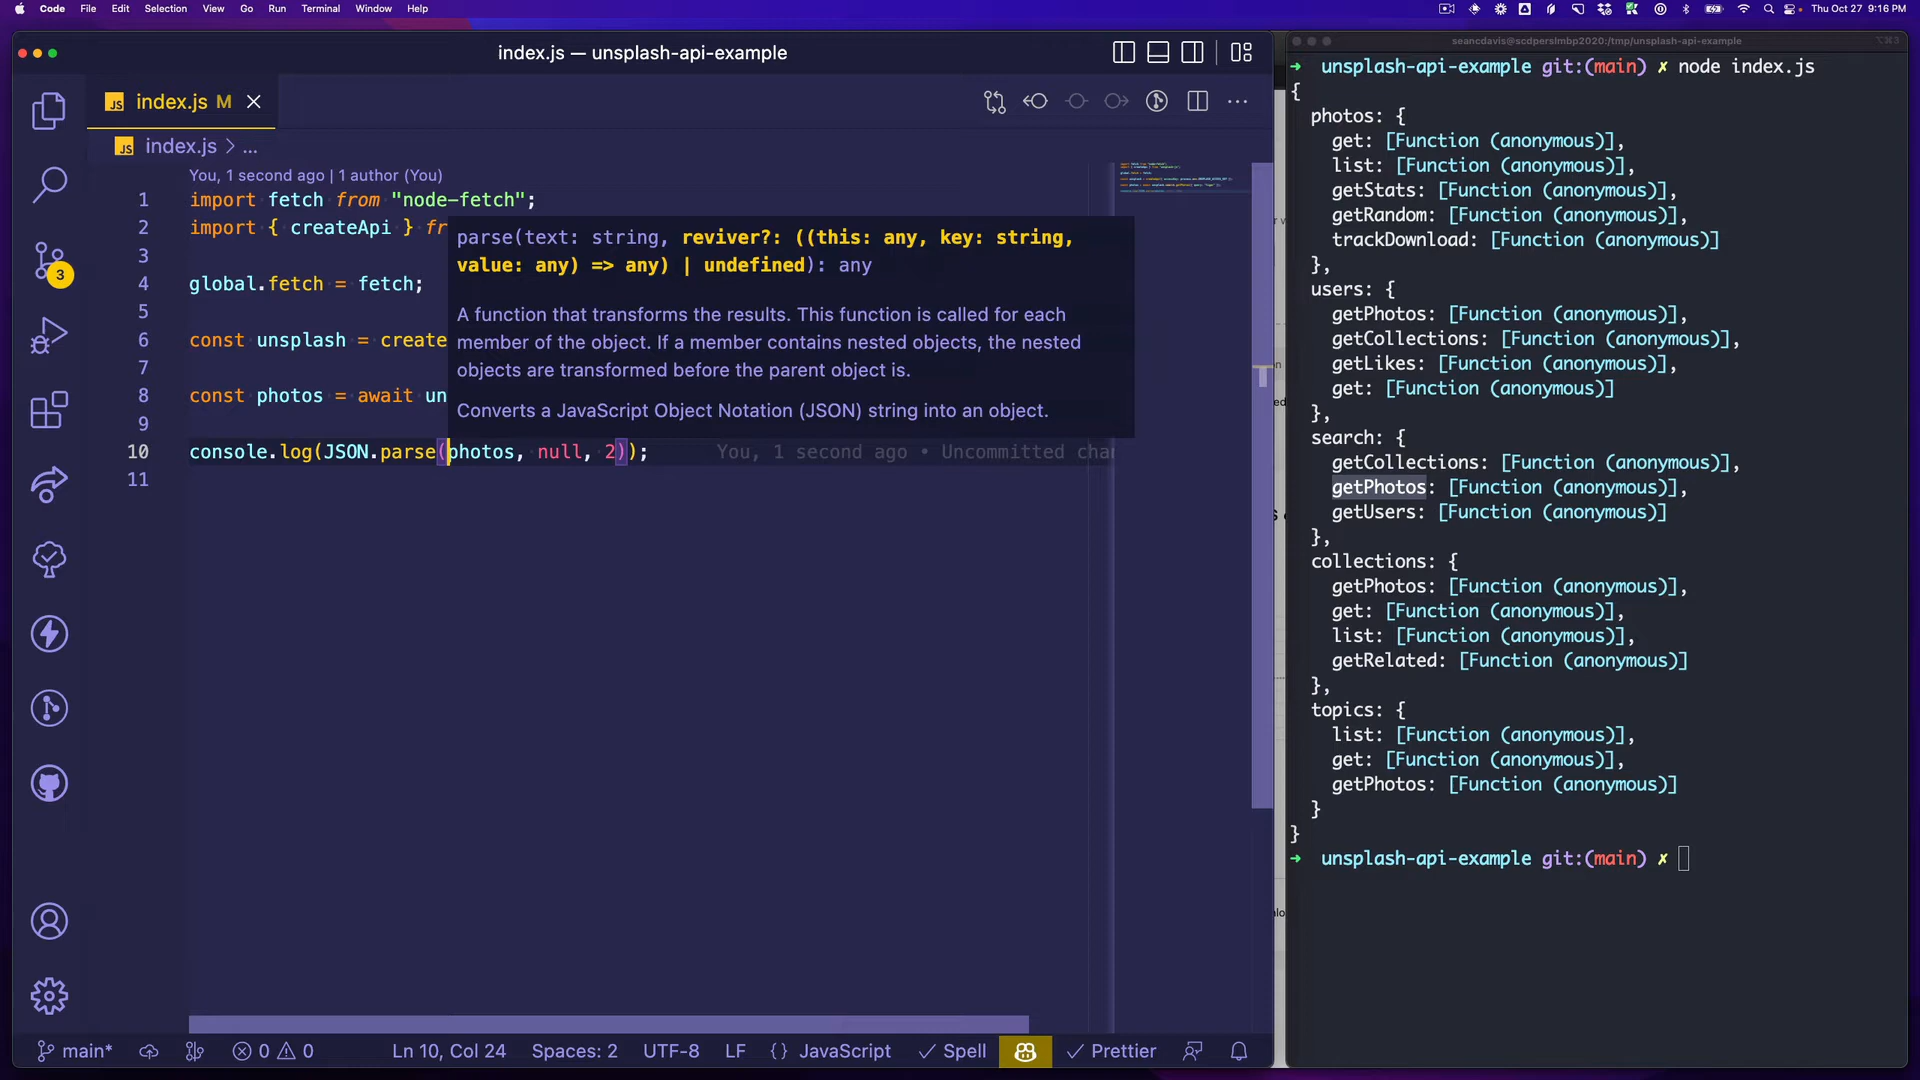 Code File Edit Selection View Go Run Terminal Window Help
Thu Oct 27 9:16 PM
index.js — unsplash-api-example
index.js M
index.js > ...
You, 1 second ago | 1 author (You)
1 import fetch from "node-fetch";
2 import { createApi } fr
3
4 global.fetch = fetch;
5
6 const unsplash = create
7
8 const photos = await un
9
10 console.log(JSON.parse(photos, null, 2)); You, 1 second ago • Uncommitted cha
11
parse(text: string, reviver?: ((this: any, key: string,
value: any) => any) | undefined): any
A function that transforms the results. This function is called for each
member of the object. If a member contains nested objects, the nested
objects are transformed before the parent object is.
Converts a JavaScript Object Notation (JSON) string into an object.
3
main* 0 0 Ln 10, Col 24 Spaces: 2 UTF-8 LF {} JavaScript ✓ Spell ✓ Prettier
seancdavis@scdperslmbp2020:/tmp/unsplash-api-example
➜ unsplash-api-example git:(main) ✗ node index.js
{
photos: {
get: [Function (anonymous)],
list: [Function (anonymous)],
getStats: [Function (anonymous)],
getRandom: [Function (anonymous)],
trackDownload: [Function (anonymous)]
},
users: {
getPhotos: [Function (anonymous)],
getCollections: [Function (anonymous)],
getLikes: [Function (anonymous)],
get: [Function (anonymous)]
},
search: {
getCollections: [Function (anonymous)],
getPhotos: [Function (anonymous)],
getUsers: [Function (anonymous)]
},
collections: {
getPhotos: [Function (anonymous)],
get: [Function (anonymous)],
list: [Function (anonymous)],
getRelated: [Function (anonymous)]
},
topics: {
list: [Function (anonymous)],
get: [Function (anonymous)],
getPhotos: [Function (anonymous)]
}
}
➜ unsplash-api-example git:(main) ✗